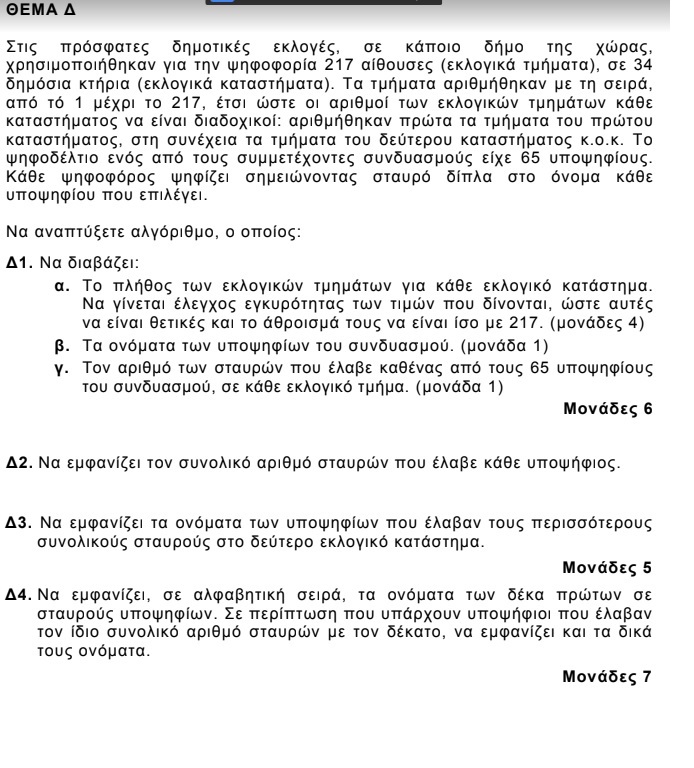 ΘΕΜΑ Δ
Στις πρόσφατες δημοτικές εκλογές, σε κάποιο δήμο της χώρας,
χρησιμοποιήθηκαν για την ψηφοφορία 217 αίθουσες (εκλογικά τμήματα), σε 34
δημόσια κτήρια (εκλογικά καταστήματα). Τα τμήματα αριθμήθηκαν με τη σειρά,
από τό 1 μέχρι το 217, έτσι ώστε οι αριθμοί των εκλογικών τμημάτων κάθε
καταστήματος να είναι διαδοχικοί: αριθμήθηκαν πρώτα τα τμήματα του πρώτου
καταστήματος, στη συνέχεια τα τμήματα του δεύτερου καταστήματος κ.ο.κ. Το
ψηφοδέλτιο ενός από τους συμμετέχοντες συνδυασμούς είχε 65 υποψηφίους.
Κάθε ψηφοφόρος ψηφίζει σημειώνοντας σταυρό δίπλα στο όνομα κάθε
υποψηφίου που επιλέγει.
Να αναπτύξετε αλγόριθμο, ο οποίος:
Δ1. Να διαβάζει:
α. Το πλήθος των εκλογικών τμημάτων για κάθε εκλογικό κατάστημα.
Να γίνεται έλεγχος εγκυρότητας των τιμών που δίνονται, ώστε αυτές
να είναι θετικές και το άθροισμά τους να είναι ίσο με 217. (μονάδες 4)
β. Τα ονόματα των υποψηφίων του συνδυασμού. (μονάδα 1)
γ. Τον αριθμό των σταυρών που έλαβε καθένας από τους 65 υποψηφίους
του συνδυασμού, σε κάθε εκλογικό τμήμα. (μονάδα 1)
Μονάδες 6
Δ2. Να εμφανίζει τον συνολικό αριθμό σταυρών που έλαβε κάθε υποψήφιος.
Δ3. Να εμφανίζει τα ονόματα των υποψηφίων που έλαβαν τους περισσότερους
συνολικούς σταυρούς στο δεύτερο εκλογικό κατάστημα.
Μονάδες 5
Δ4. Να εμφανίζει, σε αλφαβητική σειρά, τα ονόματα των δέκα πρώτων σε
σταυρούς υποψηφίων. Σε περίπτωση που υπάρχουν υποψήφιοι που έλαβαν
τον ίδιο συνολικό αριθμό σταυρών με τον δέκατο, να εμφανίζει και τα δικά
τους ονόματα.
Μονάδες 7